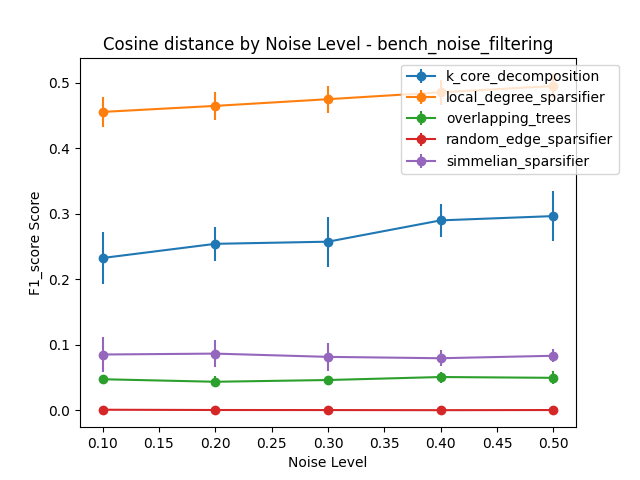 Cosine distance by Noise Level - bench_noise_filtering
k_core_decomposition
local_degree_sparsifier
overlapping_trees
random_edge_sparsifier
simmelian_sparsifier
F1_score Score
0.5
0.4
0.3
0.2
0.1
0.0
0.10 0.15 0.20 0.25 0.30 0.35 0.40 0.45 0.50
Noise Level